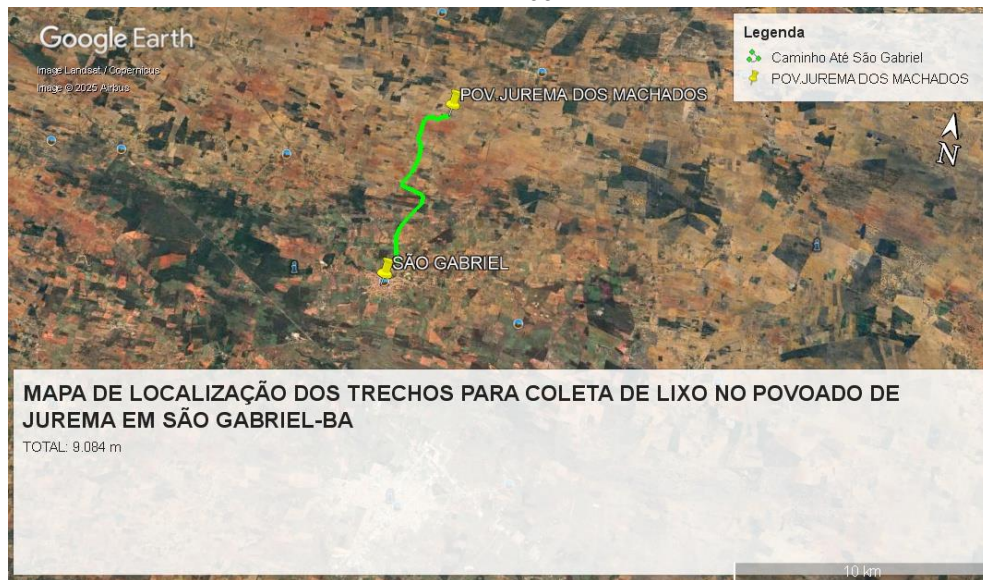 Google Earth
Image Landsat / Copernicus
Image © 2025 Airbus
Legenda
Caminho Até São Gabriel
POV.JUREMA DOS MACHADOS
POV.JUREMA DOS MACHADOS
N
SÃO GABRIEL
MAPA DE LOCALIZAÇÃO DOS TRECHOS PARA COLETA DE LIXO NO POVOADO DE
JUREMA EM SÃO GABRIEL-BA
TOTAL: 9.084 m
10 km